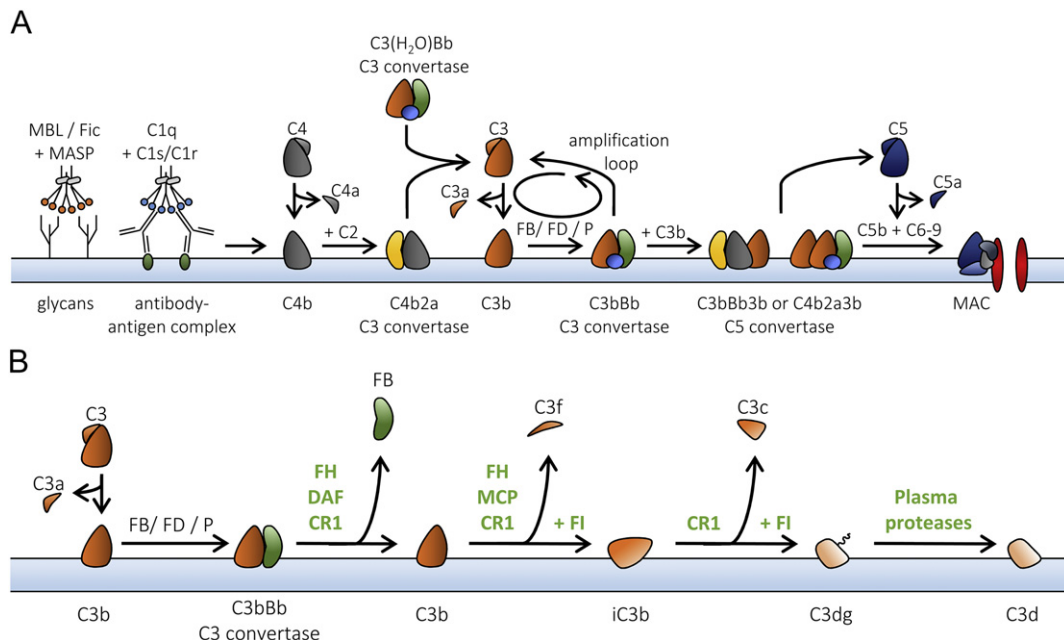 A
C3(H₂O)Bb
C3 convertase
MBL / Fic
+ MASP
C1q
+ C1s/C1r
C4
C4a
+ C2
C3
C3a
amplification
loop
FB/ FD / P
+ C3b
C5
C5a
C5b + C6-9
glycans
antibody-
antigen complex
C4b
C4b2a
C3 convertase
C3b
C3bBb
C3 convertase
C3bBb3b or C4b2a3b
C5 convertase
MAC
B
C3
C3a
FB/ FD / P
FB
FH
DAF
CR1
C3f
FH
MCP
CR1
+ FI
C3c
CR1
+ FI
Plasma
proteases
C3b
C3bBb
C3 convertase
C3b
iC3b
C3dg
C3d